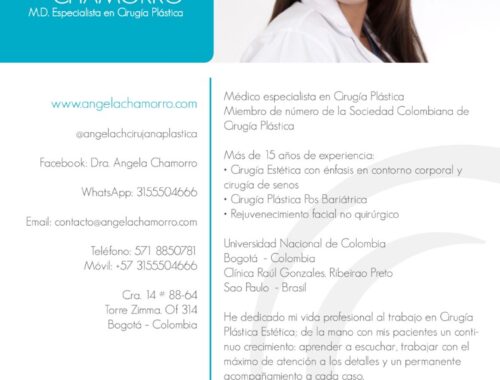 CHAMORRO
M.D. Especialista en Cirugía Plástica
www.angelachamorro.com
@angelachcirujanaplastica
Facebook: Dra. Angela Chamorro
WhatsApp: 3155504666
Email: contacto@angelachamorro.com
Teléfono: 571 8850781
Móvil: +57 3155504666
Cra. 14 # 88-64
Torre Zimma. Of 314
Bogotá - Colombia
Médico especialista en Cirugía Plástica
Miembro de número de la Sociedad Colombiana de
Cirugía Plástica
Más de 15 años de experiencia:
• Cirugía Estética con énfasis en contorno corporal y
cirugía de senos
• Cirugía Plástica Pos Bariátrica
• Rejuvenecimiento facial no quirúrgico
Universidad Nacional de Colombia
Bogotá - Colombia
Clínica Raúl Gonzales, Ribeirao Preto
Sao Paulo - Brasil
He dedicado mi vida profesional al trabajo en Cirugía
Plástica Estética; de la mano con mis pacientes un conti-
nuo crecimiento: aprender a escuchar, trabajar con el
máximo de atención a los detalles y un permanente
acompañamiento a cada caso.